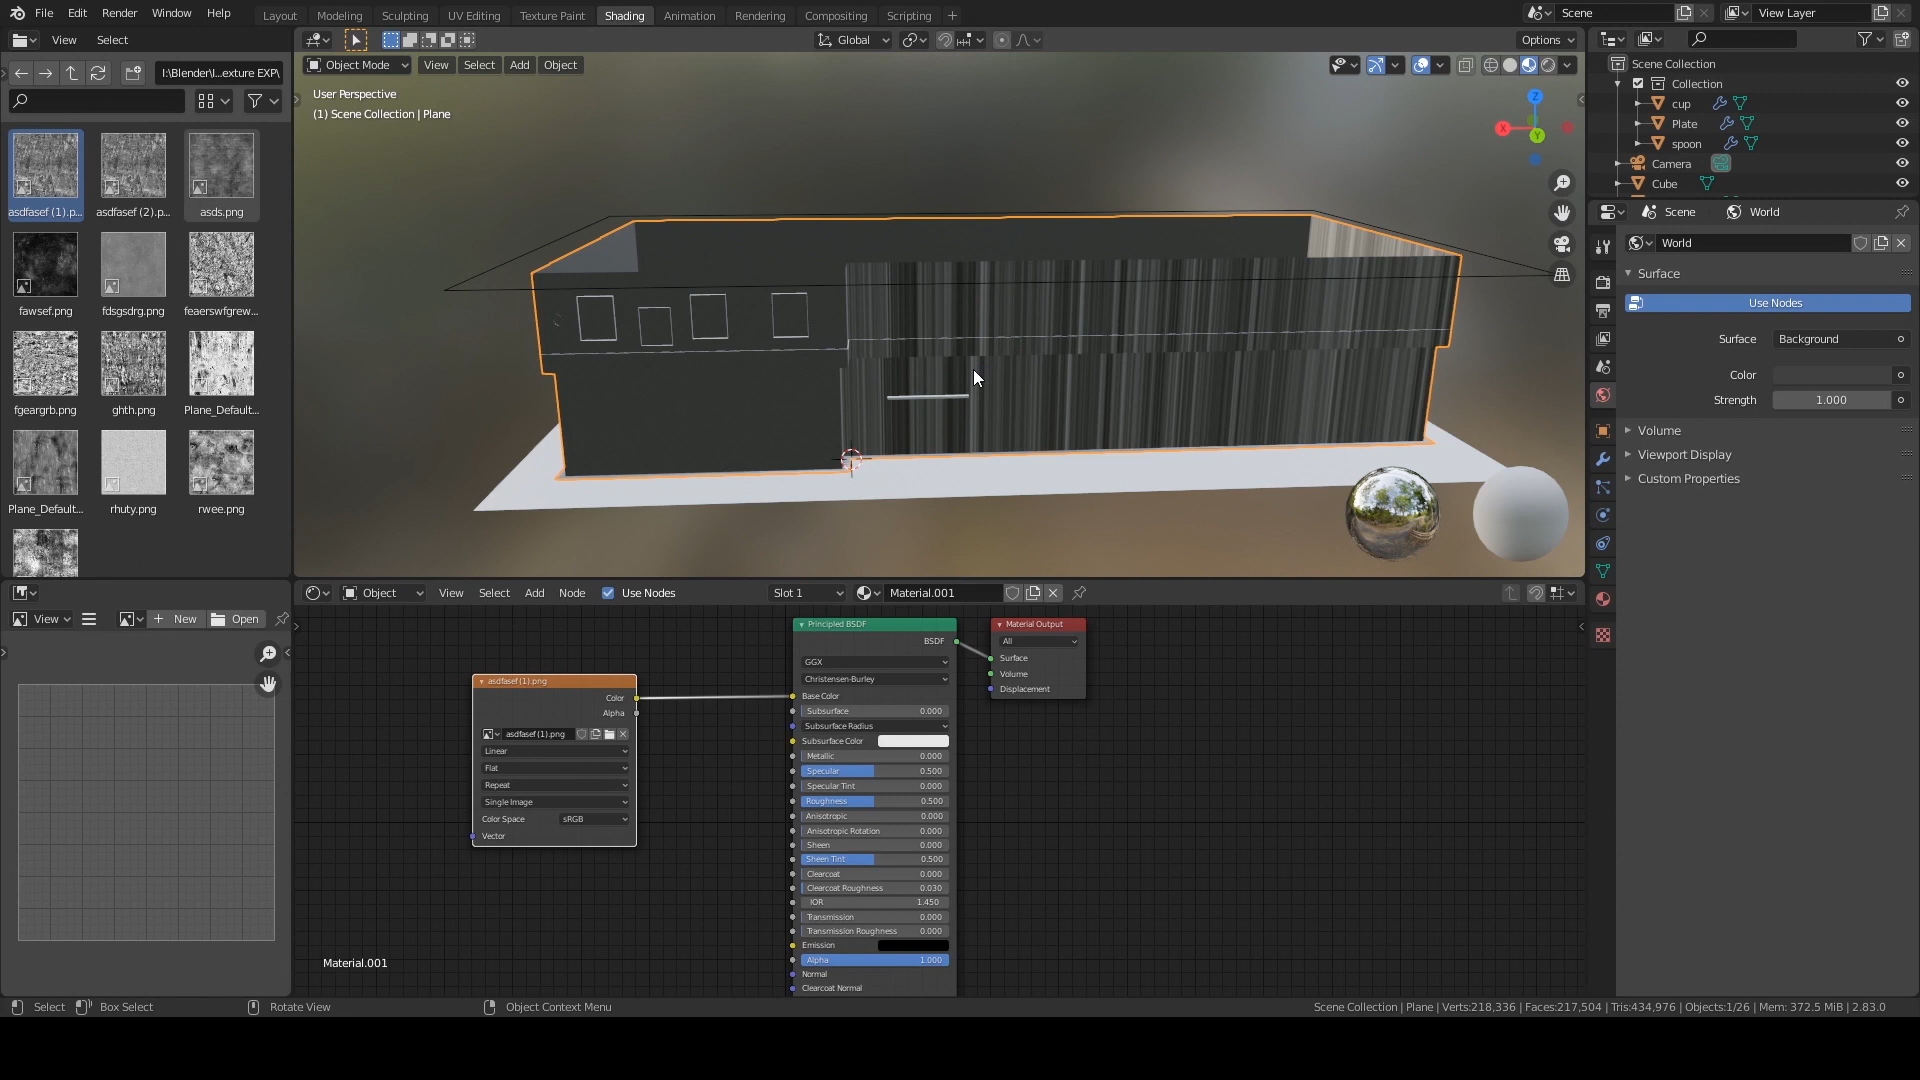 File Edit Render Window Help
Layout Modeling Sculpting UV Editing Texture Paint Shading Animation Rendering Compositing Scripting +
Scene
View Layer
View Select
I:\Blender\I...exture EXP\
asdfasef (1).p...
asdfasef (2).p...
asds.png
fawsef.png
fdsgsdrg.png
feaerswfgrew...
fgeargrb.png
ghth.png
Plane_Default...
Plane_Default...
rhuty.png
rwee.png
View
New
Open
Global
Options
Object Mode View Select Add Object
User Perspective
(1) Scene Collection | Plane
Z
X
Y
Object View Select Add Node Use Nodes Slot 1 Material.001
asdfasef (1).png
Color
Alpha
asdfasef (1).png
Linear
Flat
Repeat
Single Image
Color Space sRGB
Vector
Principled BSDF
BSDF
GGX
Christensen-Burley
Base Color
Subsurface 0.000
Subsurface Radius
Subsurface Color
Metallic 0.000
Specular 0.500
Specular Tint 0.000
Roughness 0.500
Anisotropic 0.000
Anisotropic Rotation 0.000
Sheen 0.000
Sheen Tint 0.500
Clearcoat 0.000
Clearcoat Roughness 0.030
IOR 1.450
Transmission 0.000
Transmission Roughness 0.000
Emission
Alpha 1.000
Normal
Clearcoat Normal
Material Output
All
Surface
Volume
Displacement
Material.001
Scene Collection
Collection
cup
Plate
spoon
Camera
Cube
Scene World
World
Surface
Use Nodes
Surface Background
Color
Strength 1.000
Volume
Viewport Display
Custom Properties
Select Box Select Rotate View Object Context Menu
Scene Collection | Plane | Verts:218,336 | Faces:217,504 | Tris:434,976 | Objects:1/26 | Mem: 372.5 MiB | 2.83.0